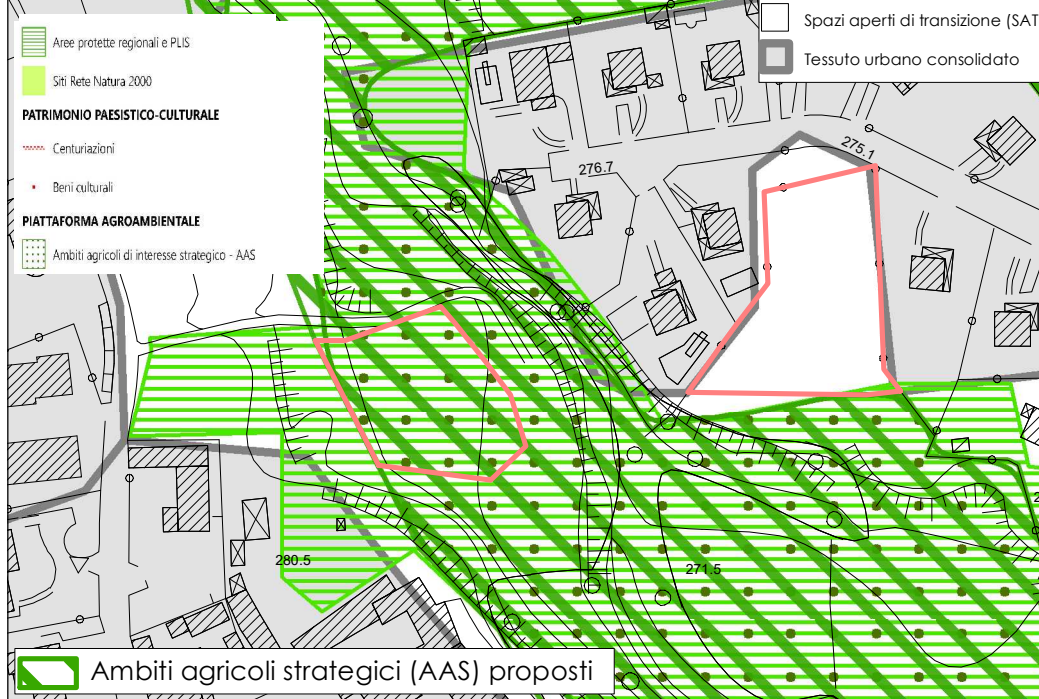 Aree protette regionali e PLIS
Siti Rete Natura 2000
PATRIMONIO PAESISTICO-CULTURALE
Centuriazioni
Beni culturali
PIATTAFORMA AGROAMBIENTALE
Ambiti agricoli di interesse strategico - AAS
Spazi aperti di transizione (SAT
Tessuto urbano consolidato
276.7
275.1
280.5
271.5
Ambiti agricoli strategici (AAS) proposti